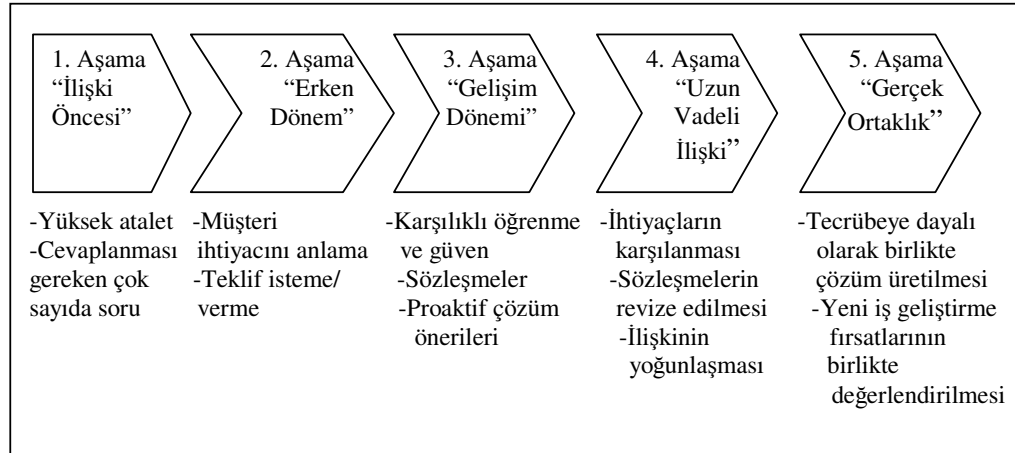 1. Aşama
“İlişki
Öncesi”
2. Aşama
“Erken
Dönem”
3. Aşama
“Gelişim
Dönemi”
4. Aşama
“Uzun
Vadeli
İlişki”
5. Aşama
“Gerçek
Ortaklık”
-Yüksek atalet
-Cevaplanması
gereken çok
sayıda soru
-Müşteri
ihtiyacını anlama
-Teklif isteme/
verme
-Karşılıklı öğrenme
ve güven
-Sözleşmeler
-Proaktif çözüm
önerileri
-İhtiyaçların
karşılanması
-Sözleşmelerin
revize edilmesi
-İlişkinin
yoğunlaşması
-Tecrübeye dayalı
olarak birlikte
çözüm üretilmesi
-Yeni iş geliştirme
fırsatlarının
birlikte
değerlendirilmesi